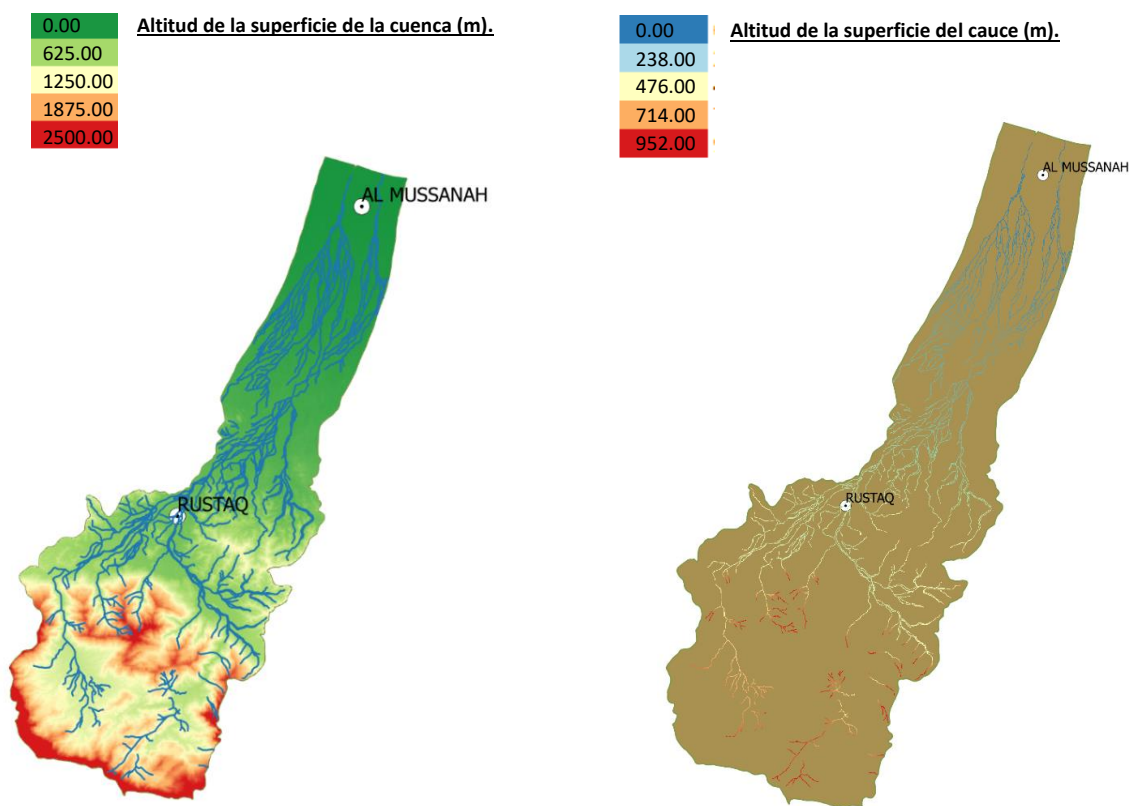 Altitud de la superficie de la cuenca (m).
0.00
625.00
1250.00
1875.00
2500.00
AL MUSSANAH
RUSTAQ
Altitud de la superficie del cauce (m).
0.00
238.00
476.00
714.00
952.00
AL MUSSANAH
RUSTAQ